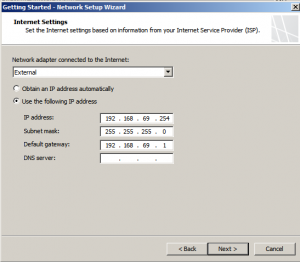 Getting Started - Network Setup Wizard
Internet Settings
Set the Internet settings based on information from your Internet Service Provider (ISP).
Network adapter connected to the Internet:
External
Obtain an IP address automatically
Use the following IP address
IP address: 192 . 168 . 69 . 254
Subnet mask: 255 . 255 . 255 . 0
Default gateway: 192 . 168 . 69 . 1
DNS server: . . .
< Back Next > Cancel